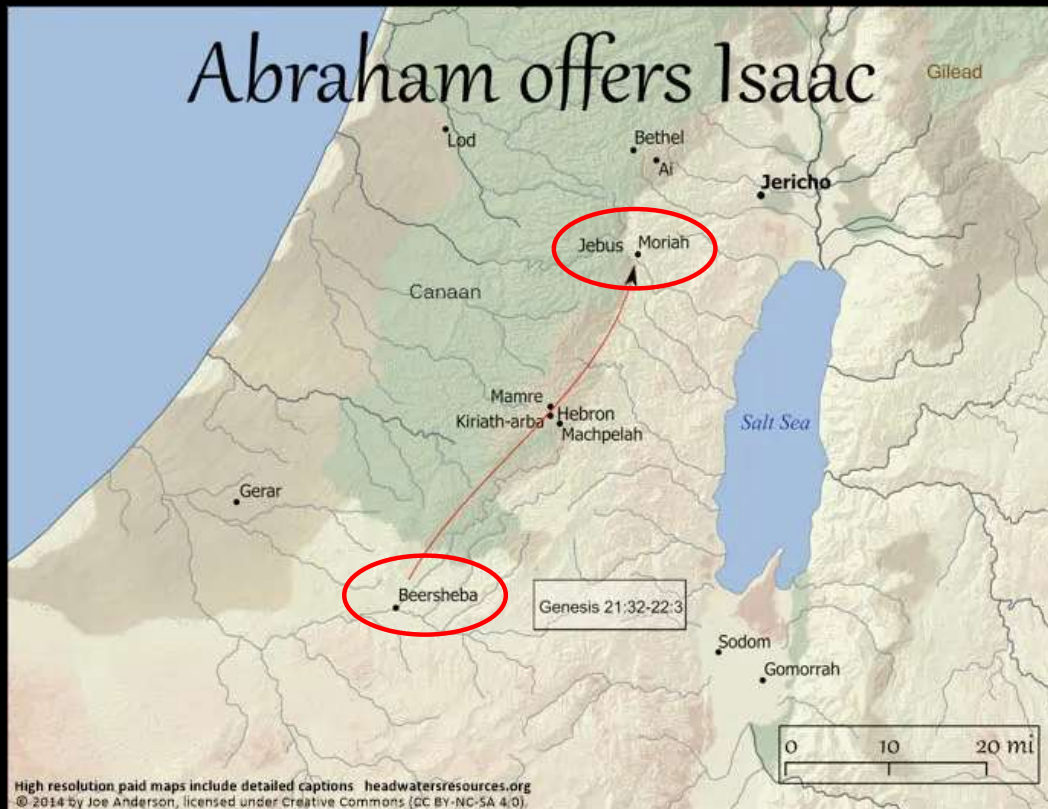 Abraham offers Isaac
Gilead
Lod
Bethel
Ai
Jericho
Jebus Moriah
Canaan
Mamre
Kiriath-arba Hebron
Machpelah
Salt Sea
Gerar
Beersheba
Genesis 21:32-22:3
Sodom
Gomorrah
0 10 20 mi
High resolution paid maps include detailed captions headwatersresources.org
© 2014 by Joe Anderson, licensed under Creative Commons (CC BY-NC-SA 4.0).